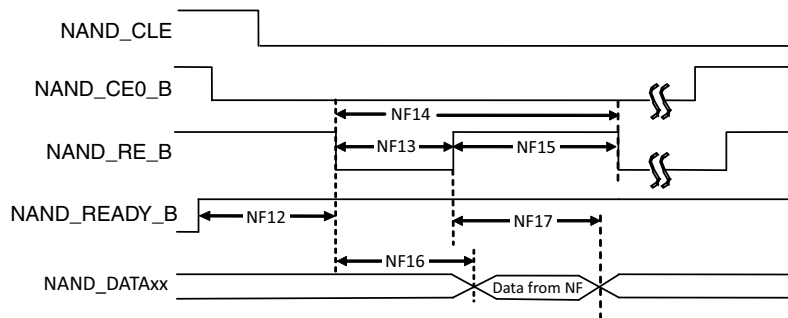 NAND_CLE
NAND_CE0_B
NF14
NAND_RE_B
NF13
NF15
NAND_READY_B
NF12
NF17
NF16
NAND_DATAxx
Data from NF